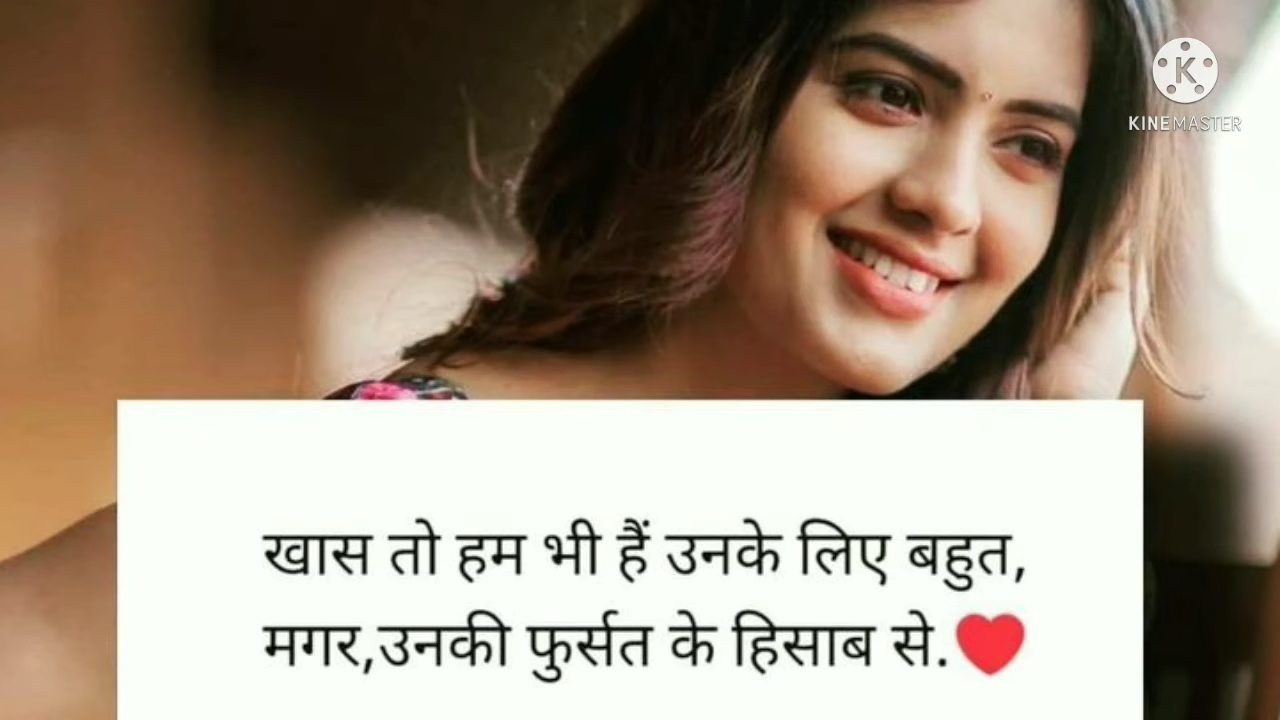 KINEMASTER
खास तो हम भी हैं उनके लिए बहुत,
मगर,उनकी फुर्सत के हिसाब से.❤️